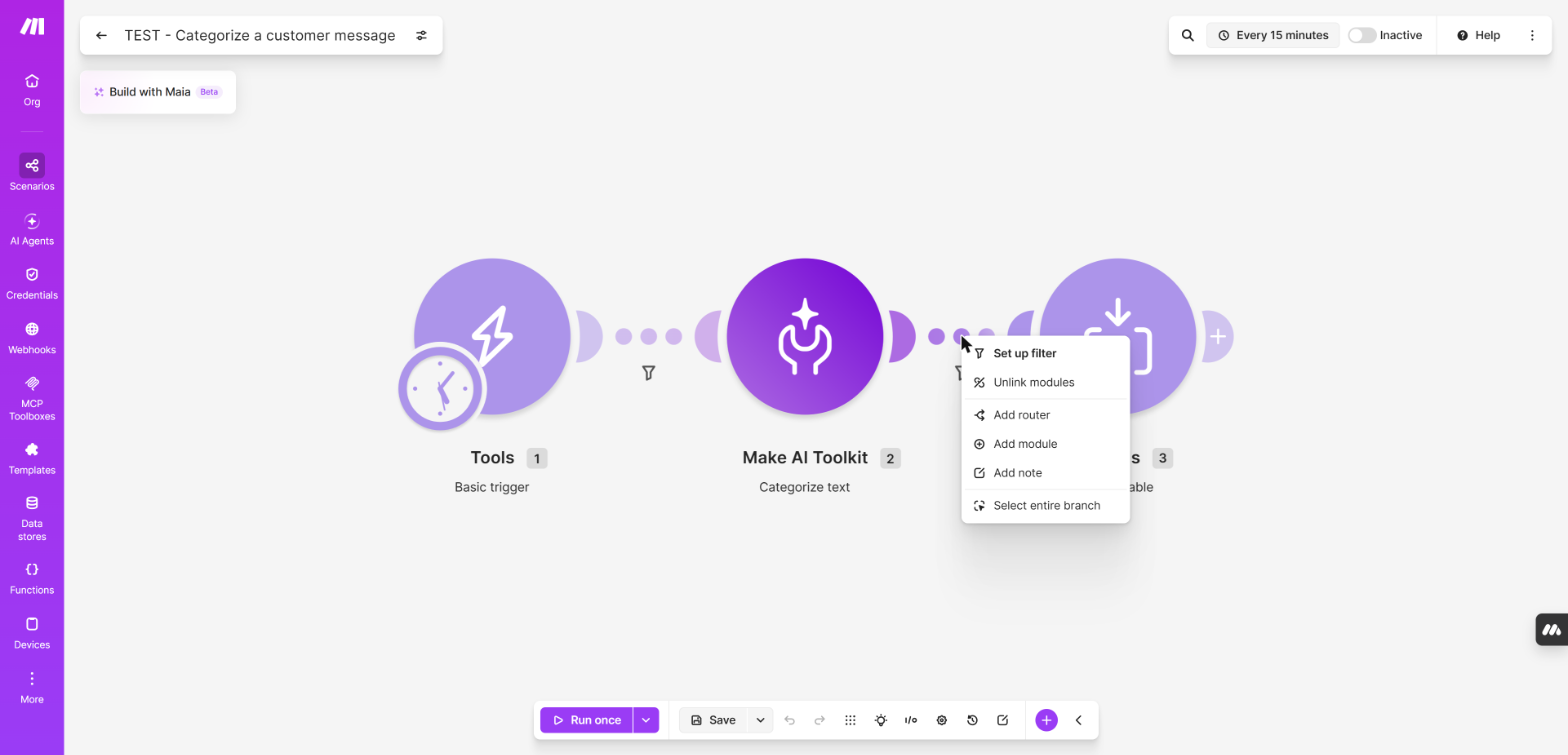 TEST - Categorize a customer message
Every 15 minutes
Inactive
Help
Build with Maia Beta
Org
Scenarios
AI Agents
Credentials
Webhooks
MCP
Toolboxes
Templates
Data
stores
Functions
Devices
More
Tools 1
Basic trigger
Make AI Toolkit 2
Categorize text
s 3
able
Set up filter
Unlink modules
Add router
Add module
Add note
Select entire branch
Run once
Save